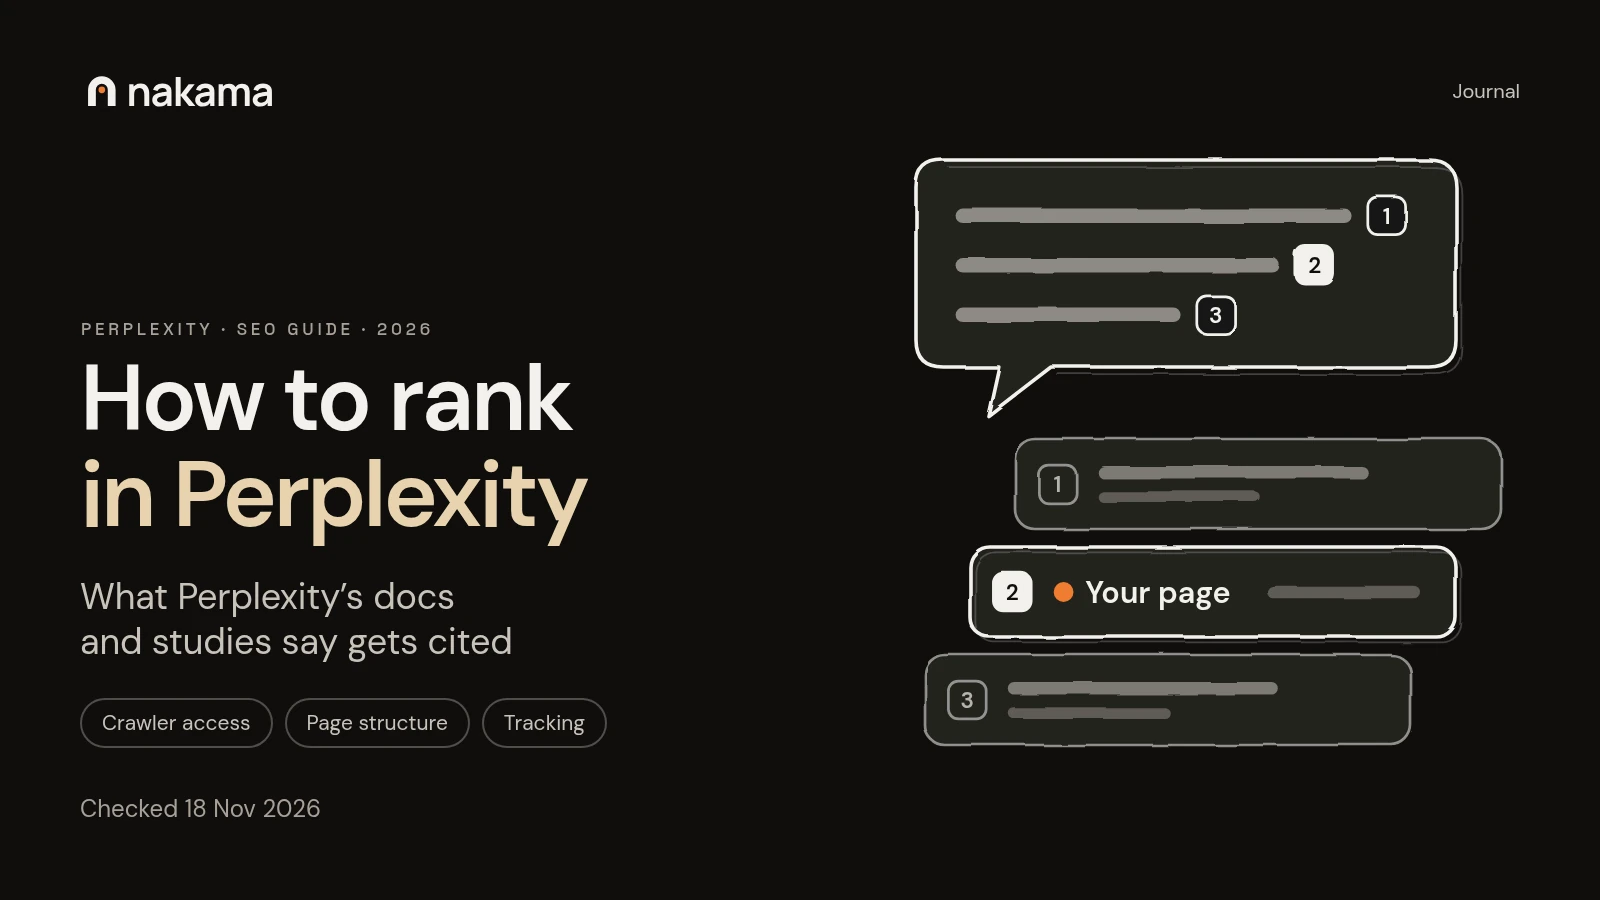 nakama
Journal
PERPLEXITY · SEO GUIDE · 2026
How to rank
in Perplexity
What Perplexity’s docs
and studies say gets cited
Crawler access
Page structure
Tracking
Checked 18 Nov 2026
1
2
3
1
2 Your page
3